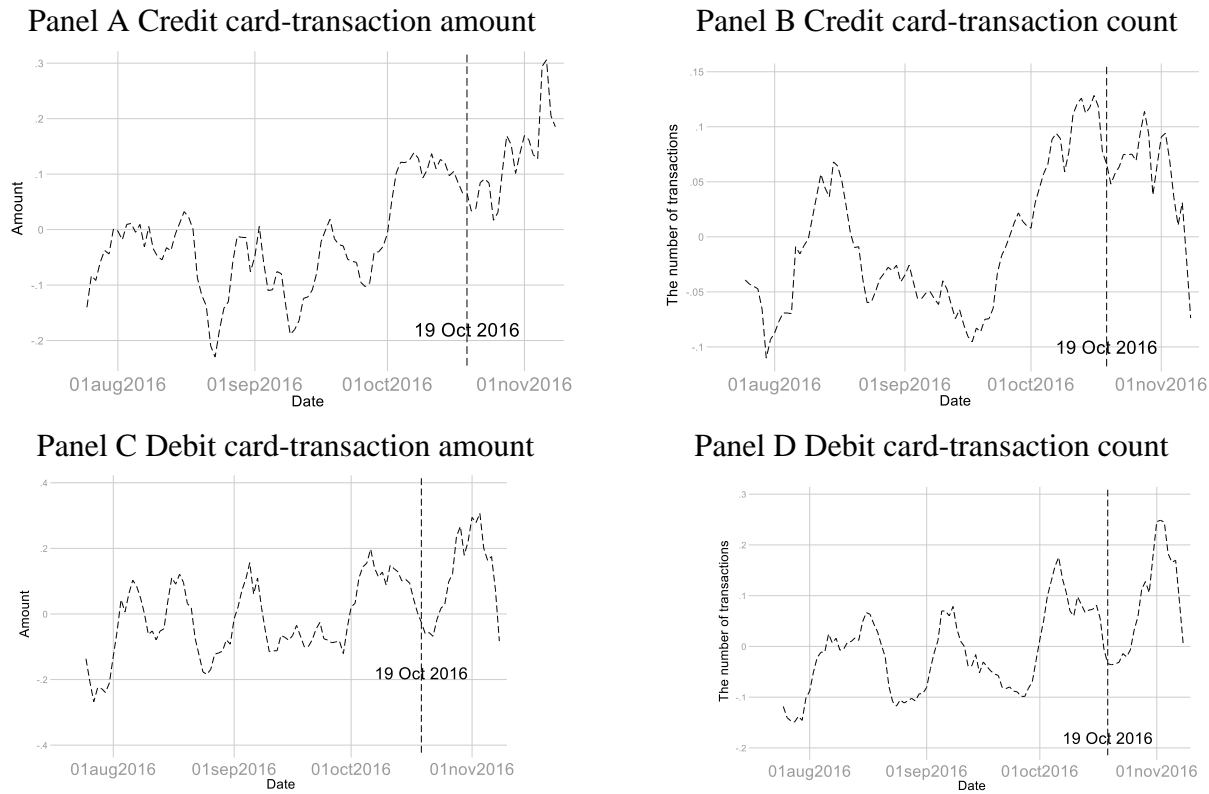 Panel A Credit card-transaction amount
.3
.2
.1
0
-.1
-.2
Amount
19 Oct 2016
01aug2016 01sep2016 01oct2016 01nov2016
Date
Panel B Credit card-transaction count
.15
.1
.05
0
-.05
-.1
The number of transactions
19 Oct 2016
01aug2016 01sep2016 01oct2016 01nov2016
Date
Panel C Debit card-transaction amount
.4
.2
0
-.2
-.4
Amount
19 Oct 2016
01aug2016 01sep2016 01oct2016 01nov2016
Date
Panel D Debit card-transaction count
.3
.2
.1
0
-.1
-.2
The number of transactions
19 Oct 2016
01aug2016 01sep2016 01oct2016 01nov2016
Date